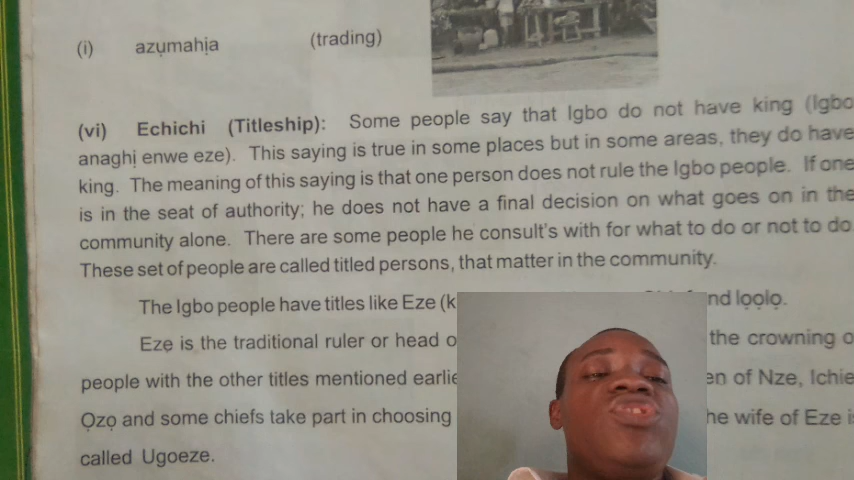 (i) azụmahịa (trading)
(vi) Echichi (Titleship): Some people say that Igbo do not have king (Igbo
anaghị enwe eze). This saying is true in some places but in some areas, they do have
king. The meaning of this saying is that one person does not rule the Igbo people. If one
is in the seat of authority; he does not have a final decision on what goes on in the
community alone. There are some people he consult's with for what to do or not to do
These set of people are called titled persons, that matter in the community.
The Igbo people have titles like Eze (k nd lọọlọ.
Ezẹ is the traditional ruler or head o the crowning o
people with the other titles mentioned earlie en of Nze, Ichie
Ọzọ and some chiefs take part in choosing he wife of Eze i
called Ugoeze.